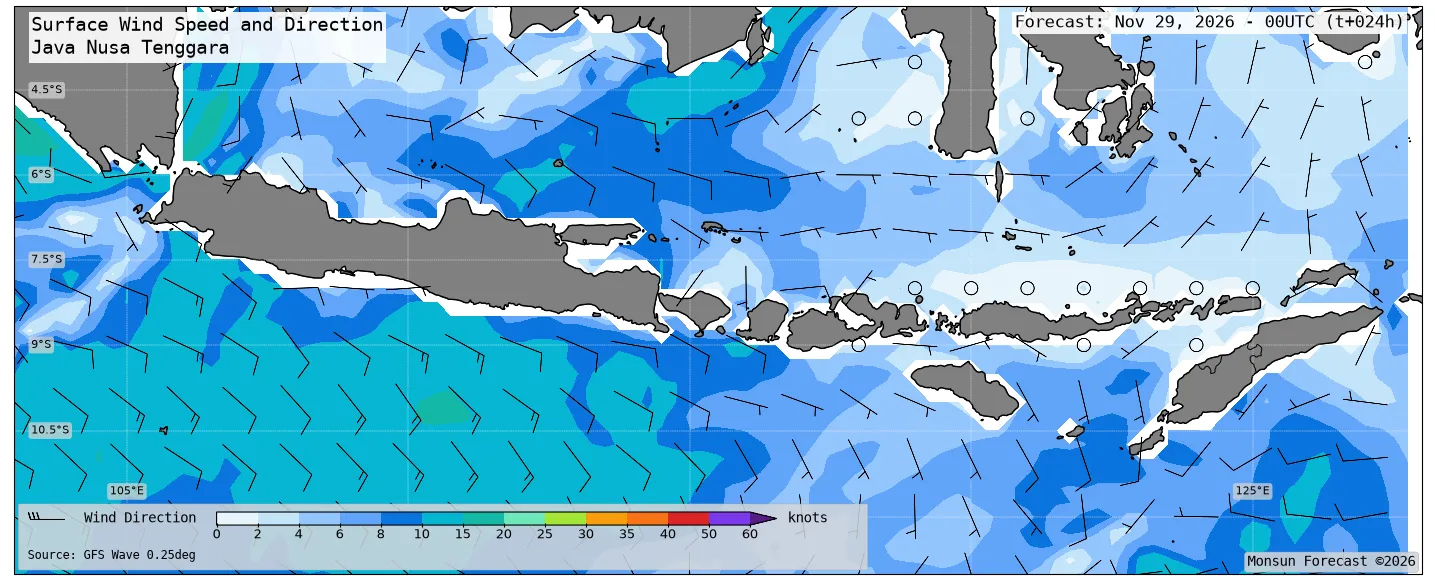 Surface Wind Speed and Direction
Java Nusa Tenggara
Forecast: Nov 29, 2026 - 00UTC (t+024h)
4.5°S
6°S
7.5°S
9°S
10.5°S
105°E
125°E
Wind Direction
0 2 4 6 8 10 15 20 25 30 35 40 50 60
knots
Source: GFS Wave 0.25deg
Monsun Forecast ©2026